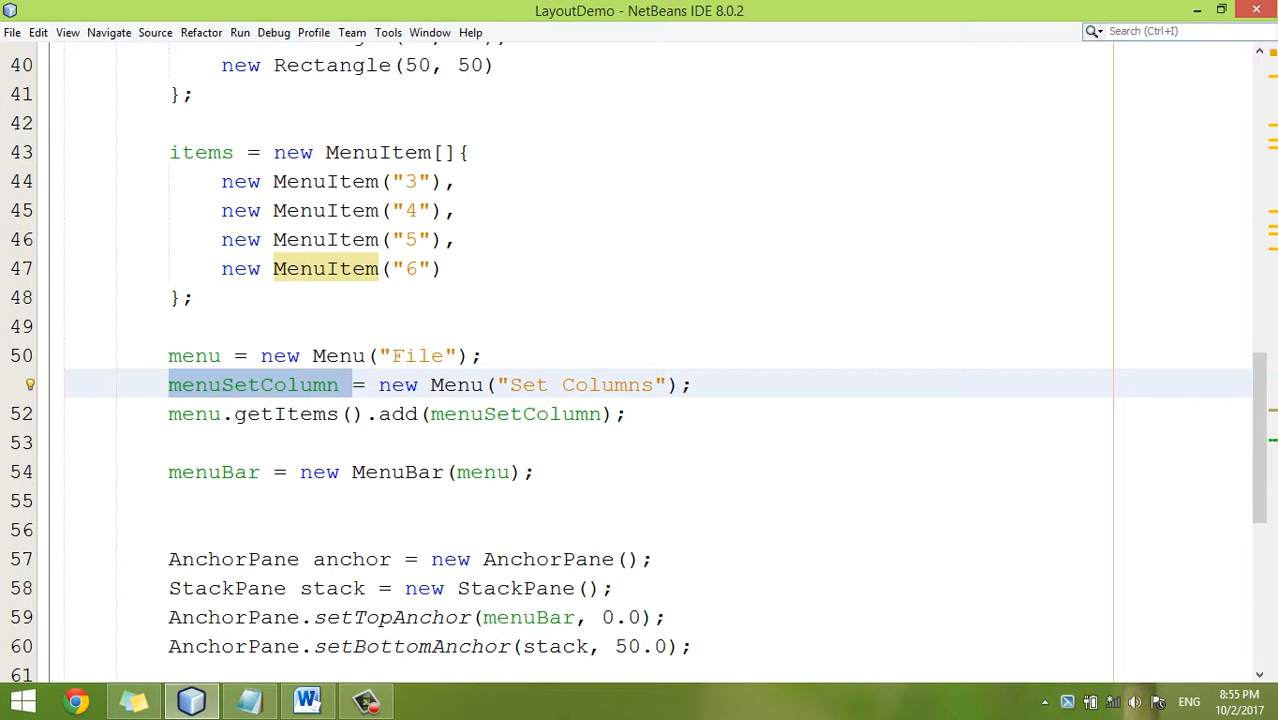 LayoutDemo - NetBeans IDE 8.0.2
File Edit View Navigate Source Refactor Run Debug Profile Team Tools Window Help
Search (Ctrl+I)
40 new Rectangle(50, 50)
41 };
42
43 items = new MenuItem[]{
44 new MenuItem("3"),
45 new MenuItem("4"),
46 new MenuItem("5"),
47 new MenuItem("6")
48 };
49
50 menu = new Menu("File");
menuSetColumn = new Menu("Set Columns");
52 menu.getItems().add(menuSetColumn);
53
54 menuBar = new MenuBar(menu);
55
56
57 AnchorPane anchor = new AnchorPane();
58 StackPane stack = new StackPane();
59 AnchorPane.setTopAnchor(menuBar, 0.0);
60 AnchorPane.setBottomAnchor(stack, 50.0);
61
ENG
8:55 PM
10/2/2017